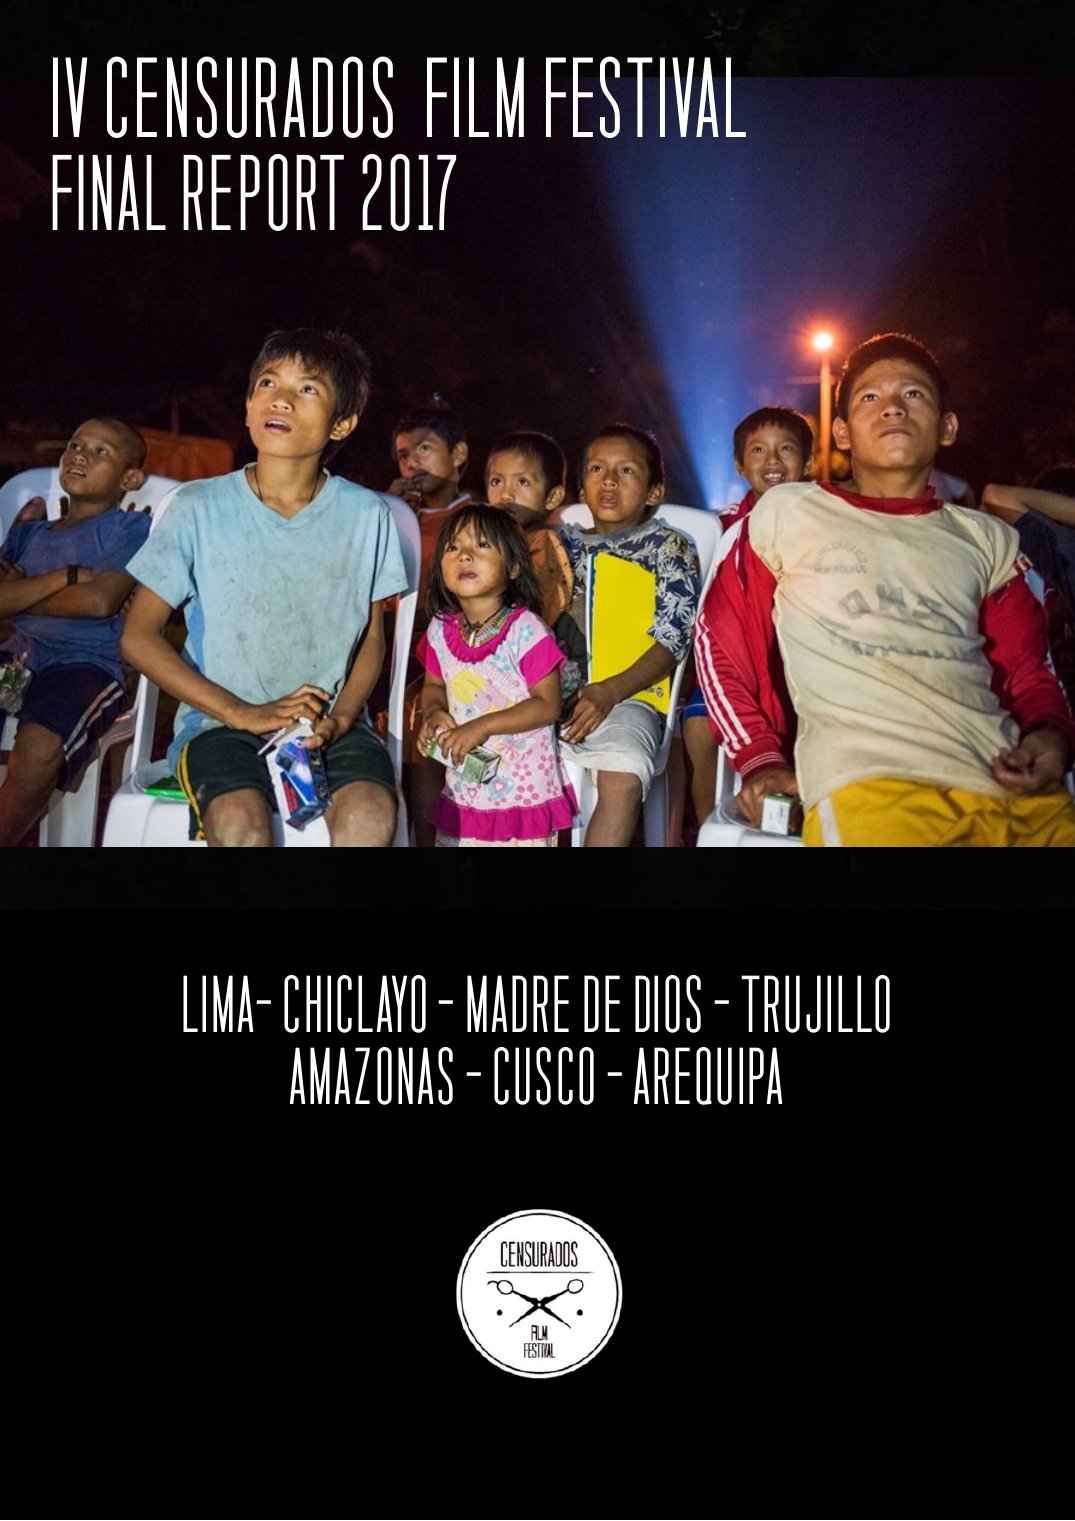 IV CENSURADOS FILM FESTIVAL
FINAL REPORT 2017
LIMA- CHICLAYO - MADRE DE DIOS - TRUJILLO
AMAZONAS - CUSCO - AREQUIPA
CENSURADOS
FILM
FESTIVAL